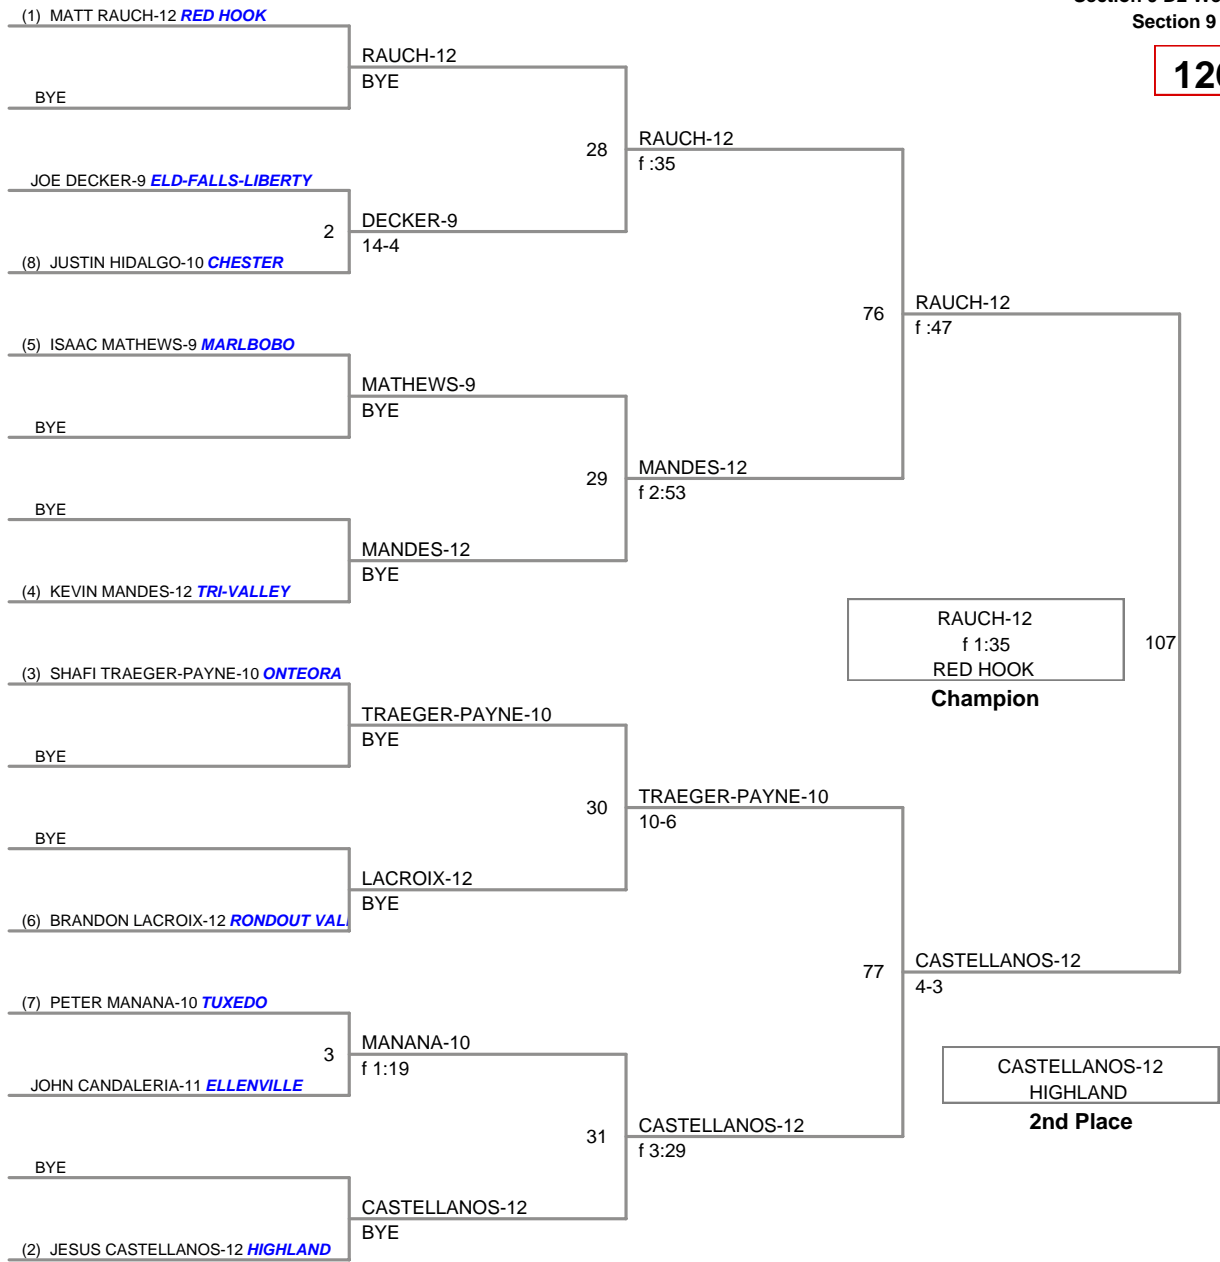 Section 9
(1) MATT RAUCH-12 RED HOOK
RAUCH-12
BYE
BYE
28
RAUCH-12
f :35
JOE DECKER-9 ELD-FALLS-LIBERTY
2
DECKER-9
14-4
(8) JUSTIN HIDALGO-10 CHESTER
76
RAUCH-12
f :47
(5) ISAAC MATHEWS-9 MARLBOBO
MATHEWS-9
BYE
BYE
29
MANDES-12
f 2:53
BYE
MANDES-12
BYE
(4) KEVIN MANDES-12 TRI-VALLEY
RAUCH-12
f 1:35
RED HOOK
Champion
107
(3) SHAFI TRAEGER-PAYNE-10 ONTEORA
TRAEGER-PAYNE-10
BYE
BYE
30
TRAEGER-PAYNE-10
10-6
BYE
LACROIX-12
BYE
(6) BRANDON LACROIX-12 RONDOUT VAL
77
CASTELLANOS-12
4-3
(7) PETER MANANA-10 TUXEDO
3
MANANA-10
f 1:19
JOHN CANDALERIA-11 ELLENVILLE
31
CASTELLANOS-12
f 3:29
BYE
CASTELLANOS-12
BYE
(2) JESUS CASTELLANOS-12 HIGHLAND
CASTELLANOS-12
HIGHLAND
2nd Place